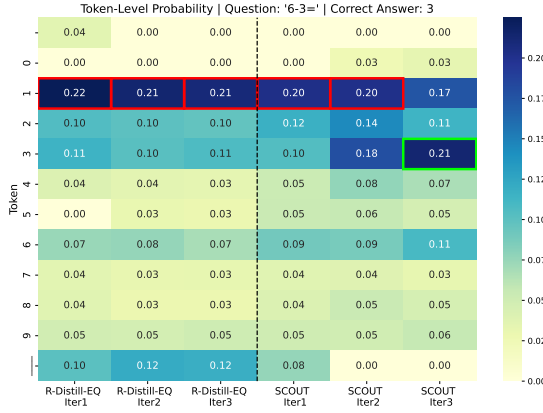 Token-Level Probability | Question: '6-3=' | Correct Answer: 3
- 0.04 0.00 0.00 0.00 0.00 0.00
0 0.00 0.00 0.00 0.00 0.03 0.03
1 0.22 0.21 0.21 0.20 0.20 0.17
2 0.10 0.10 0.10 0.12 0.14 0.11
3 0.11 0.10 0.11 0.10 0.18 0.21
4 0.04 0.04 0.03 0.05 0.08 0.07
5 0.00 0.03 0.03 0.05 0.06 0.05
6 0.07 0.08 0.07 0.09 0.09 0.11
7 0.04 0.03 0.03 0.04 0.04 0.03
8 0.04 0.03 0.03 0.04 0.05 0.05
9 0.05 0.05 0.05 0.05 0.05 0.06
__ 0.10 0.12 0.12 0.08 0.00 0.00
Token
R-Distill-EQ Iter1
R-Distill-EQ Iter2
R-Distill-EQ Iter3
SCOUT Iter1
SCOUT Iter2
SCOUT Iter3
0.20
0.17
0.15
0.12
0.10
0.07
0.05
0.02
0.00